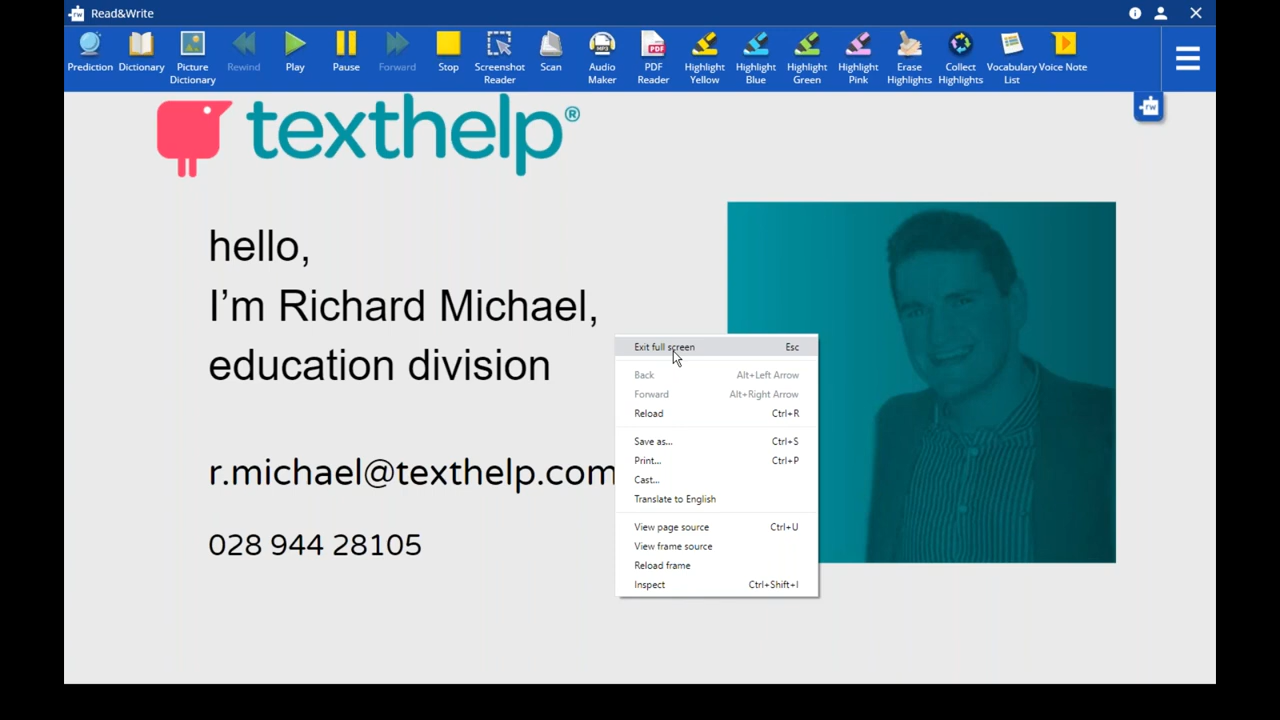 rw Read&Write
Prediction Dictionary Picture Dictionary Rewind Play Pause Forward Stop Screenshot Reader Scan Audio Maker PDF Reader Highlight Yellow Highlight Blue Highlight Green Highlight Pink Erase Highlights Collect Highlights Vocabulary List Voice Note
MP3
PDF
rw
texthelp®
hello,
I'm Richard Michael,
education division
r.michael@texthelp.com
028 944 28105
Exit full screen Esc
Back Alt+Left Arrow
Forward Alt+Right Arrow
Reload Ctrl+R
Save as... Ctrl+S
Print... Ctrl+P
Cast...
Translate to English
View page source Ctrl+U
View frame source
Reload frame
Inspect Ctrl+Shift+I